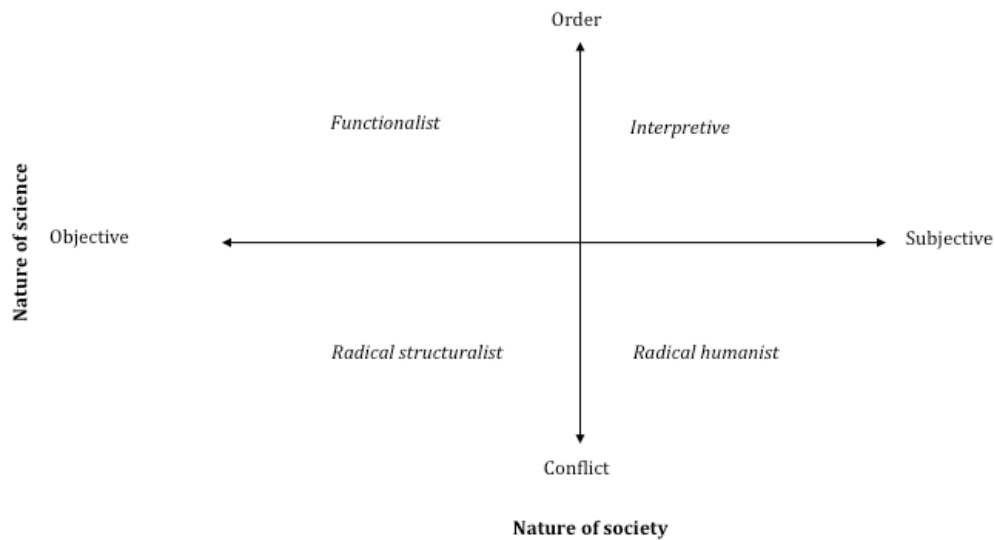 Order
Functionalist
Interpretive
Nature of science
Objective
Subjective
Radical structuralist
Radical humanist
Conflict
Nature of society